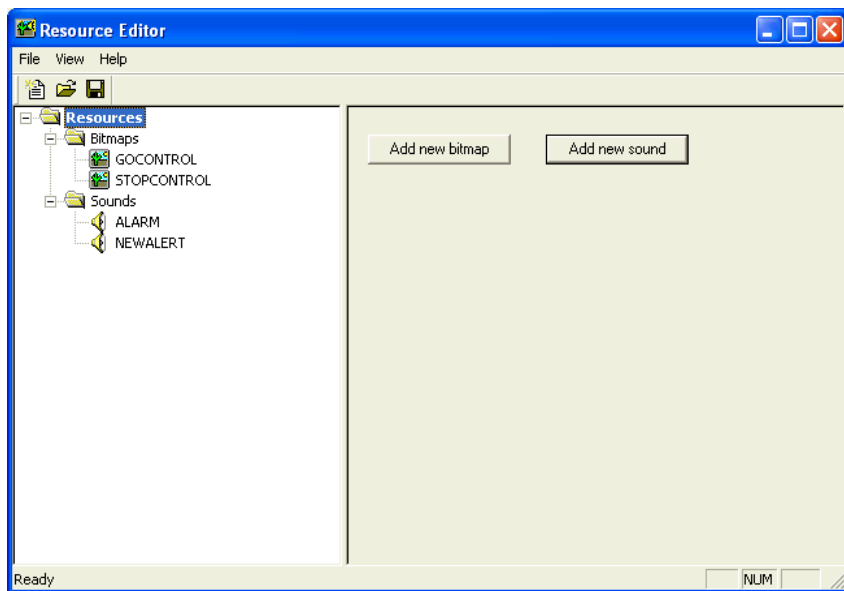 Resource Editor
File View Help
Resources
Bitmaps
GOCONTROL
STOPCONTROL
Sounds
ALARM
NEWALERT
Add new bitmap Add new sound
Ready NUM